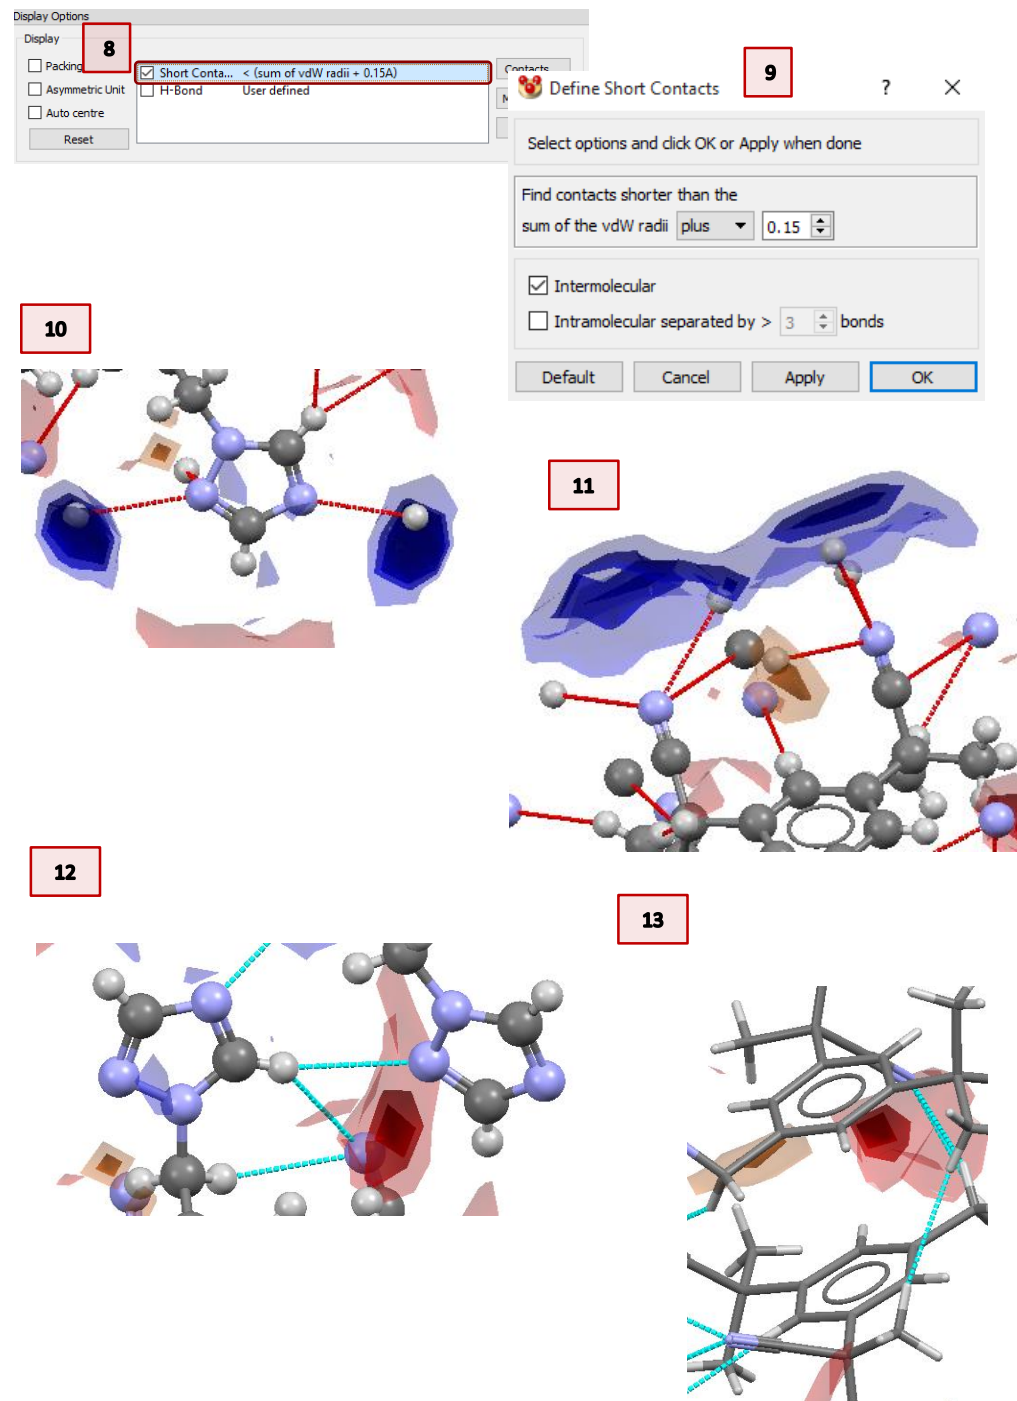 Display Options
Display
8
Packing
Short Conta... < (sum of vdW radii + 0.15A)
Contacts...
Asymmetric Unit
H-Bond User defined
Auto centre
Reset
9
Define Short Contacts
?
Select options and click OK or Apply when done
Find contacts shorter than the
sum of the vdW radii plus 0.15
Intermolecular
Intramolecular separated by > 3 bonds
Default Cancel Apply OK
10
11
12
13